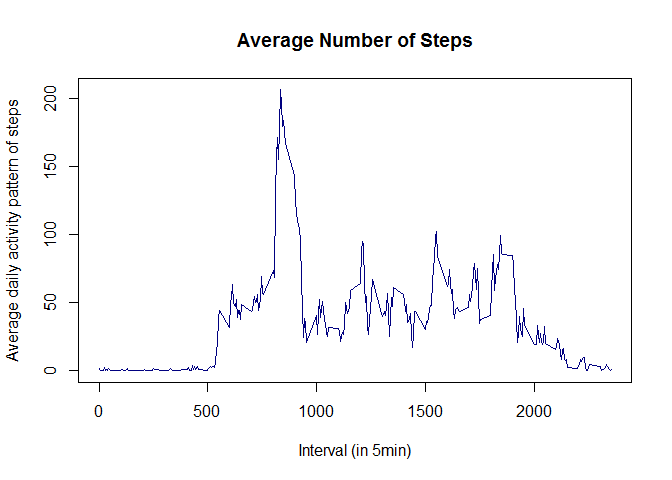 Average Number of Steps
Average daily activity pattern of steps
200
150
100
50
0
0 500 1000 1500 2000
Interval (in 5min)